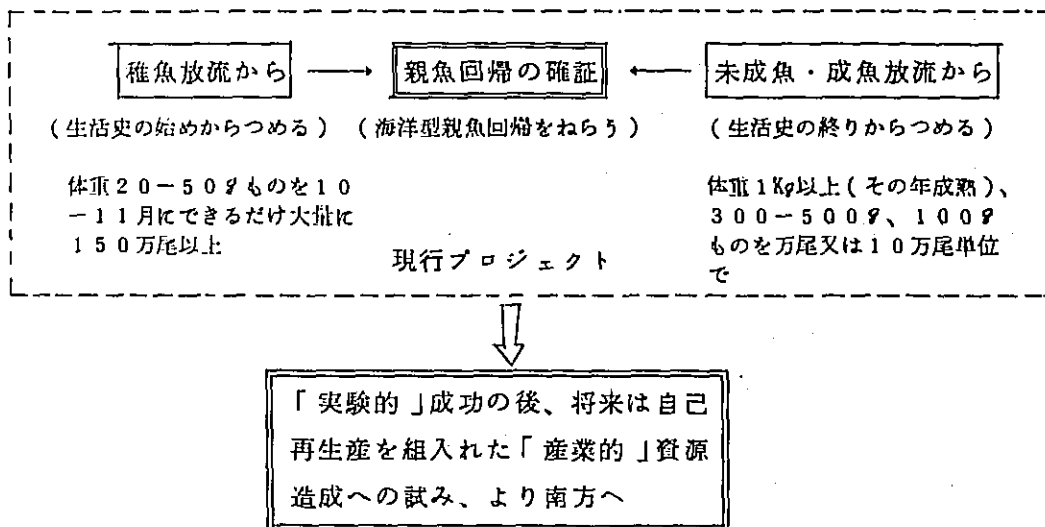 稚魚放流から
親魚回帰の確証
未成魚・成魚放流から
(生活史の始めからつめる)
(海洋型親魚回帰をねらう)
(生活史の終りからつめる)
体重20-50gものを10
-11月にできるだけ大量に
150万尾以上
体重1Kg以上(その年成熟)、
300-500g、100g
ものを万尾又は10万尾単位
で
現行プロジェクト
「実験的」成功の後、将来は自己
再生産を組入れた「産業的」資源
造成への試み、より南方へ